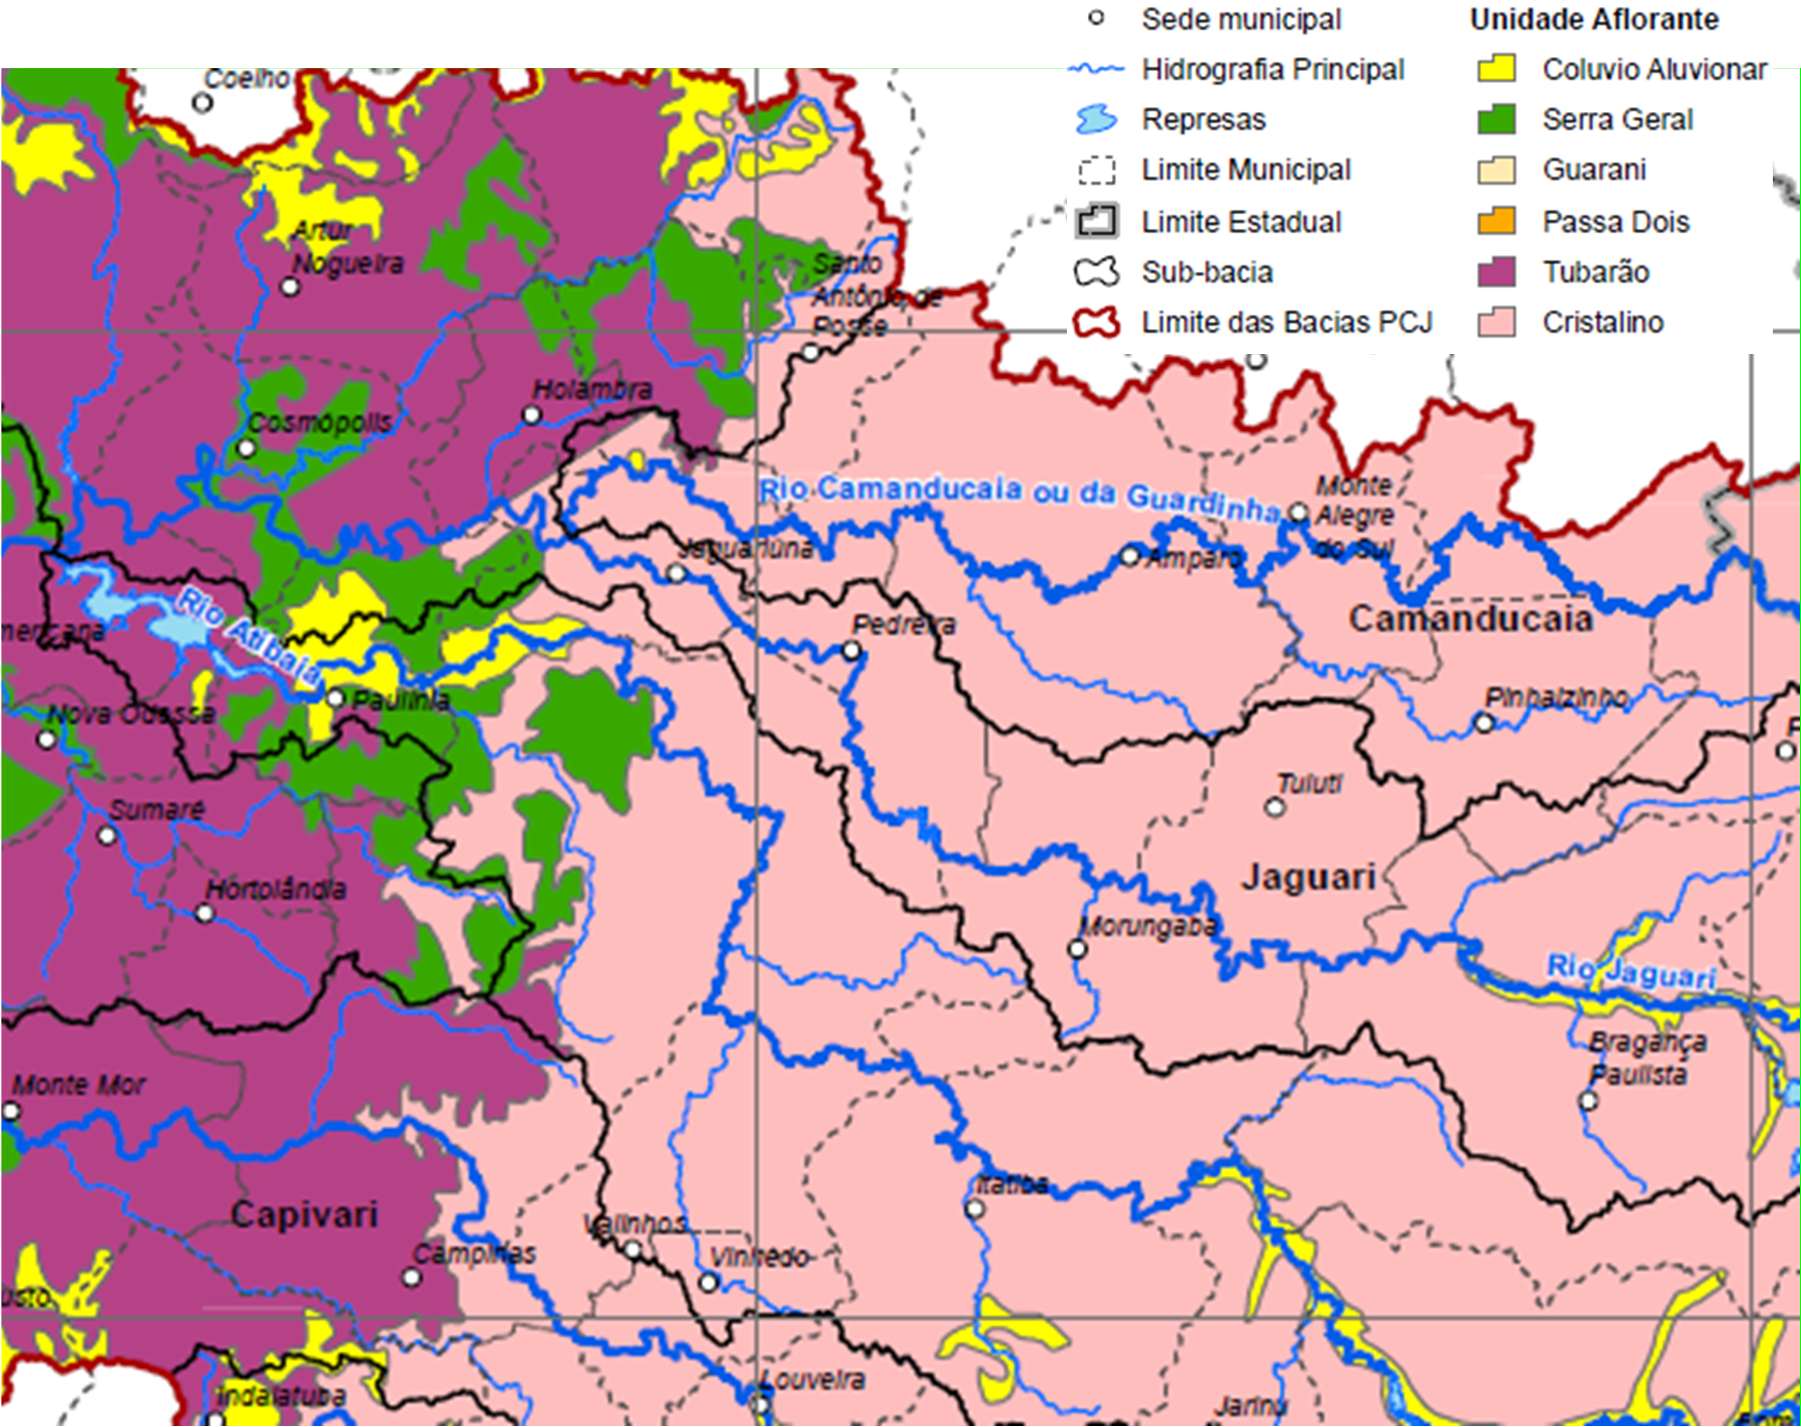 Sede municipal
Hidrografia Principal
Represas
Limite Municipal
Limite Estadual
Sub-bacia
Limite das Bacias PCJ
Unidade Aflorante
Coluvio Aluvionar
Serra Geral
Guarani
Passa Dois
Tubarão
Cristalino
Coelho
Artur
Nogueira
Santo
Antônio de
Posse
Holambra
Cosmópolis
Rio Camanducaia ou da Guardinha
Monte
Alegre
do Sul
Jaguariúna
Amparo
Camanducaia
Rio Atibaia
Pedreira
Paulínia
Pinhalzinho
Nova Odessa
Tuiuti
Sumaré
Jaguari
Hortolândia
Morungaba
Rio Jaguari
Bragança
Paulista
Monte Mor
Itatiba
Capivari
Valinhos
Campinas
Vinhedo
Louveira
Indaiatuba
Jarinu